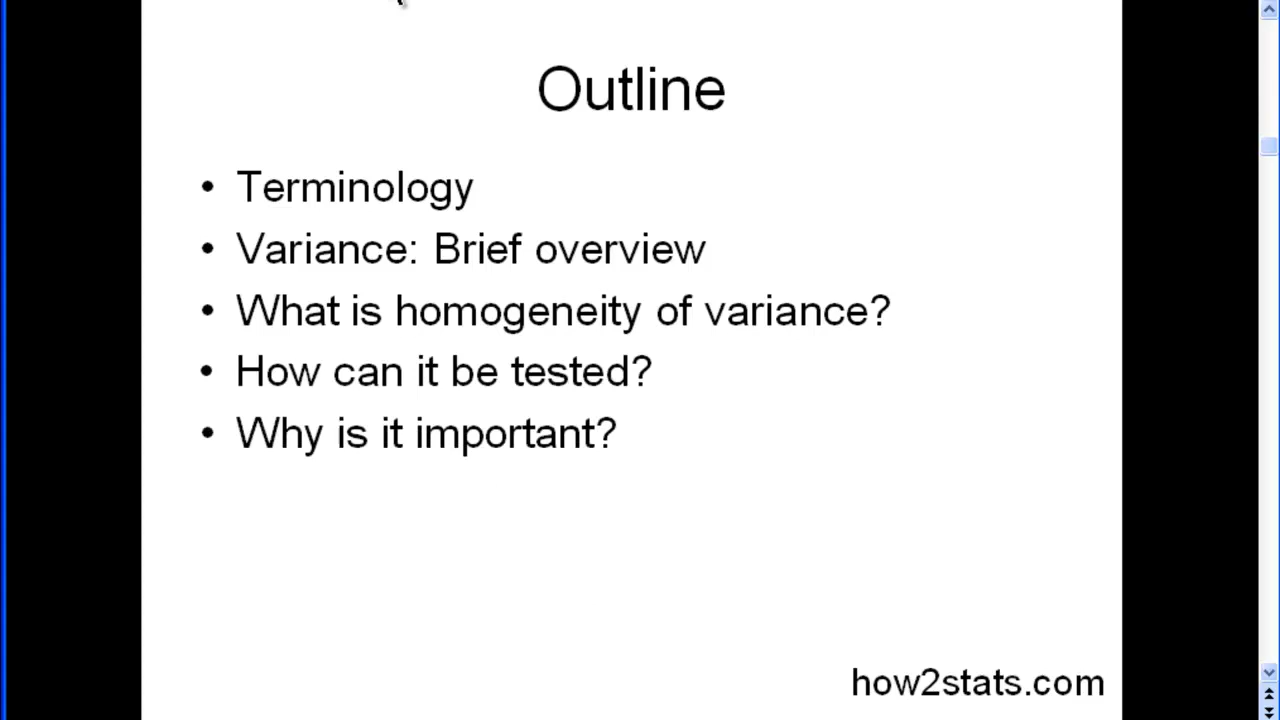 Outline
• Terminology
• Variance: Brief overview
• What is homogeneity of variance?
• How can it be tested?
• Why is it important?
how2stats.com